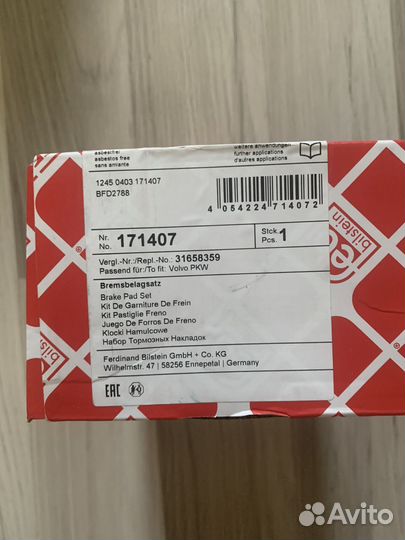 asbestfrei
asbestos free
sans amiante
weitere Anwendungen
further applications
d'autres applications
1245 0403 171407
BFD2788
4 054224 714072
Nr.
No. 171407
Stck.
Pcs. 1
Vergl.-Nr./Repl.-No.: 31658359
Passend für:/To fit: Volvo PKW
Bremsbelagsatz
Brake Pad Set
Kit De Garniture De Frein
Kit Pastiglie Freno
Juego De Forros De Freno
Klocki Hamulcowe
Набор Тормозных Накладок
Ferdinand Bilstein GmbH + Co. KG
Wilhelmstr. 47 | 58256 Ennepetal | Germany
EAC
bilstein
bilstein
Avito